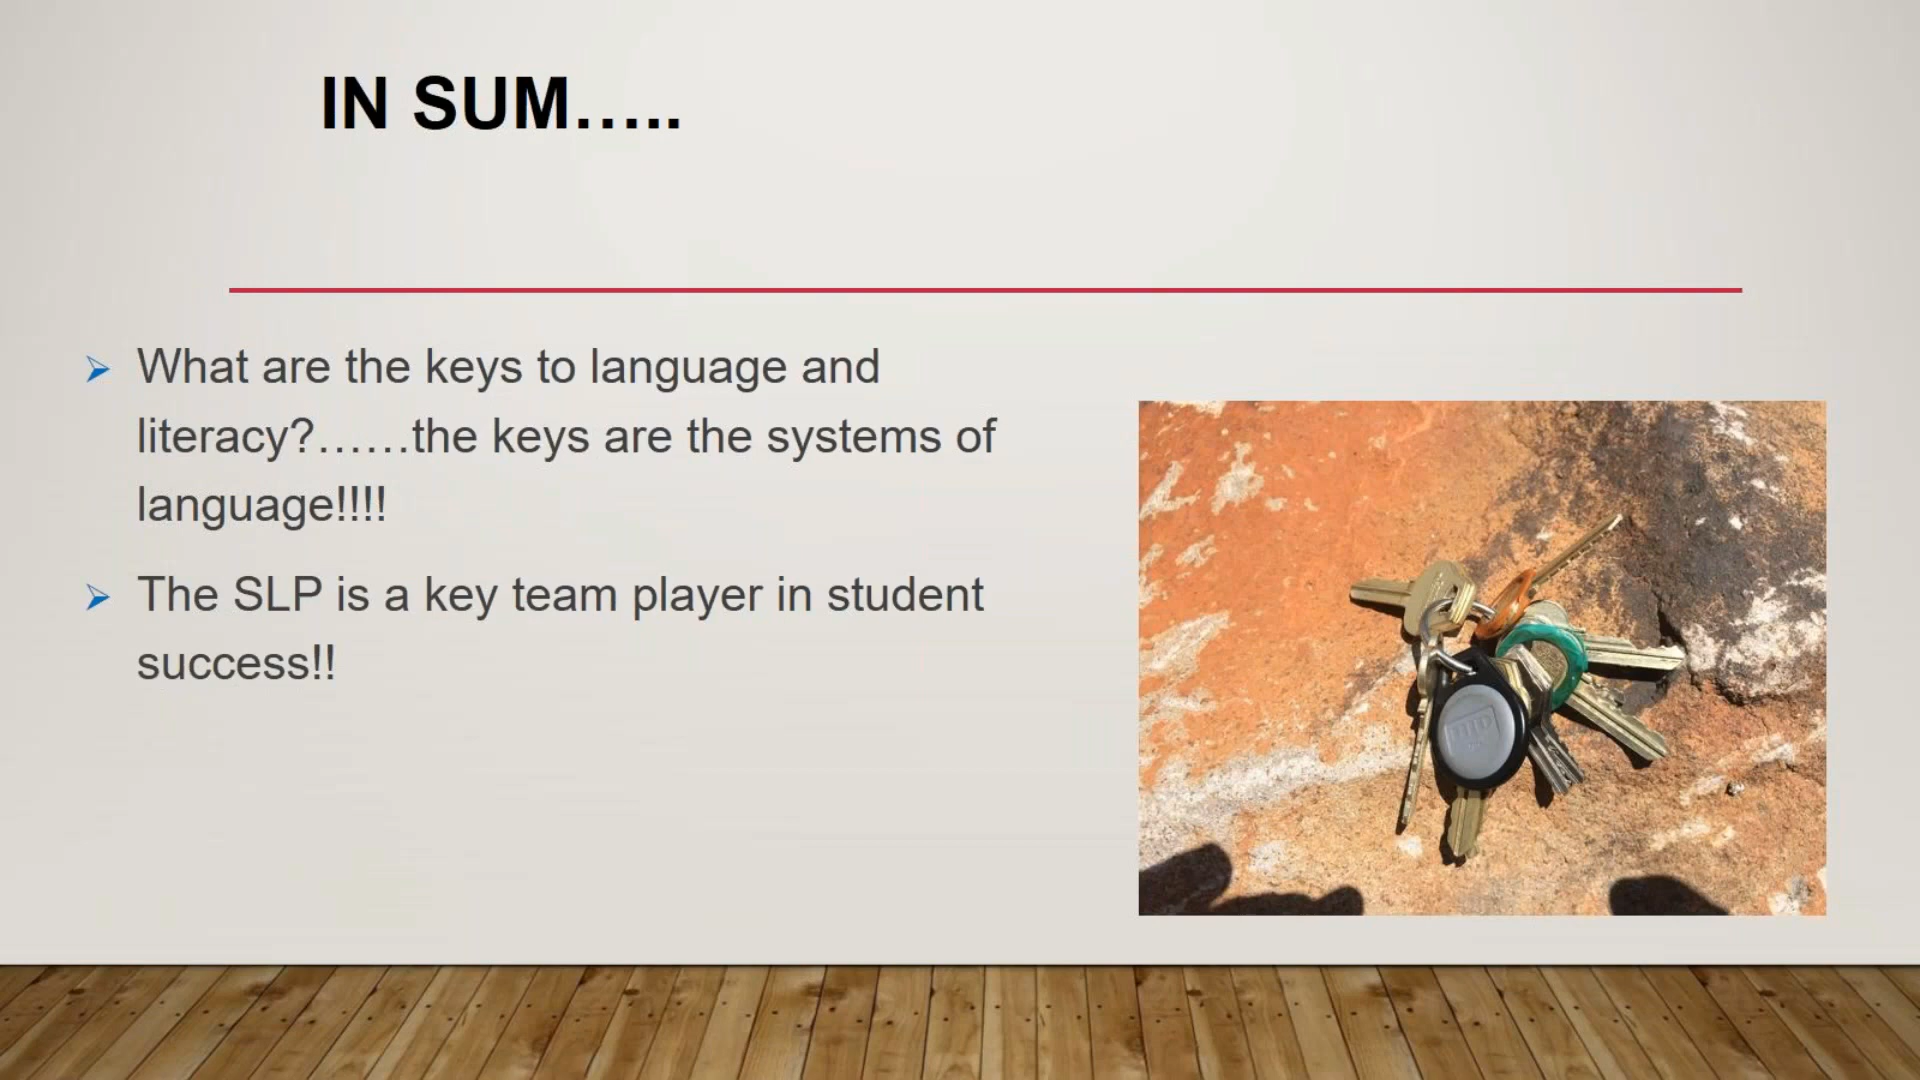 IN SUM.....
What are the keys to language and
literacy?......the keys are the systems of
language!!!!
The SLP is a key team player in student
success!!